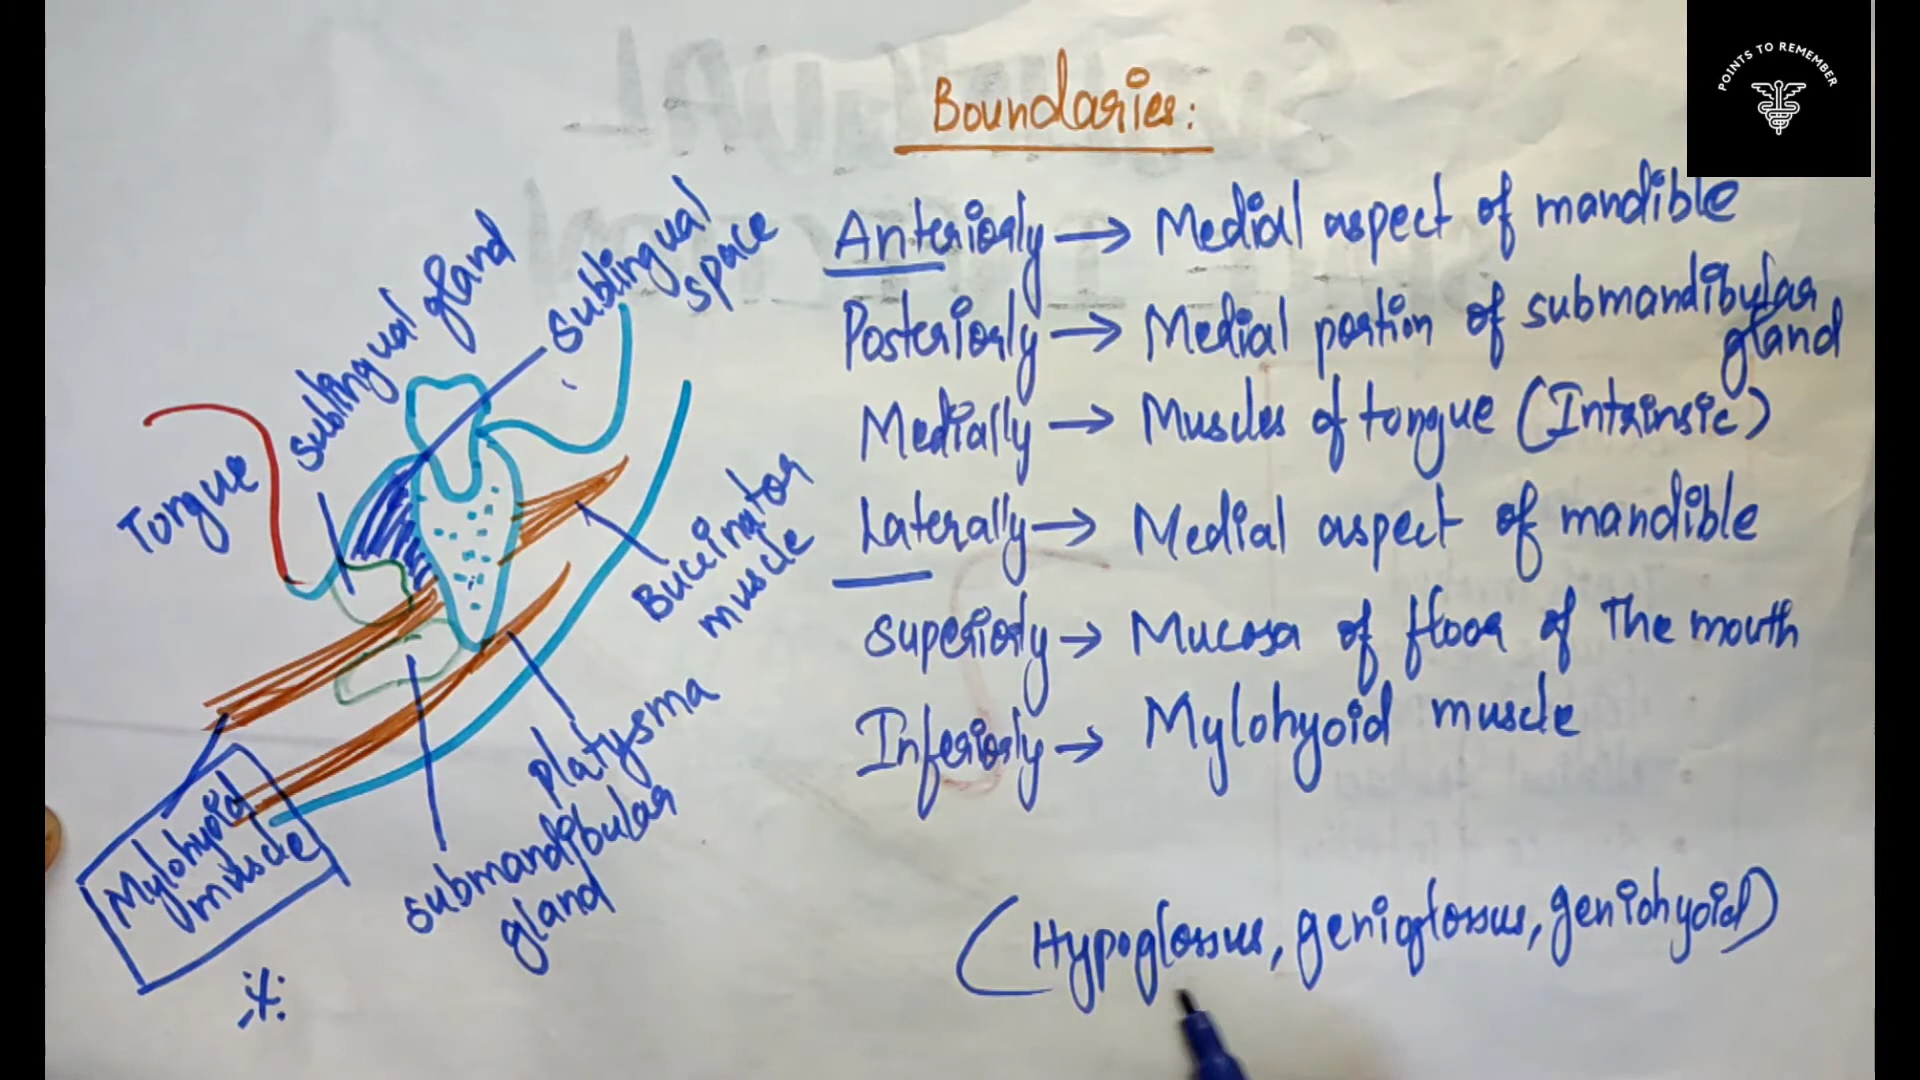 POINTS TO REMEMBER
Boundaries:
Anteriorly → Medial aspect of mandible
Posteriorly → Medial portion of submandibular
gland
Medially → Muscles of tongue (Intrinsic)
Laterally → Medial aspect of mandible
Superiorly → Mucosa of floor of The mouth
Inferiorly → Mylohyoid muscle
(Hypoglossus, genioglossus, geniohyoid)
Tongue
sublingual gland
sublingual
space
Buccinator
muscle
platysma
submandibular
gland
Mylohyoid
muscle